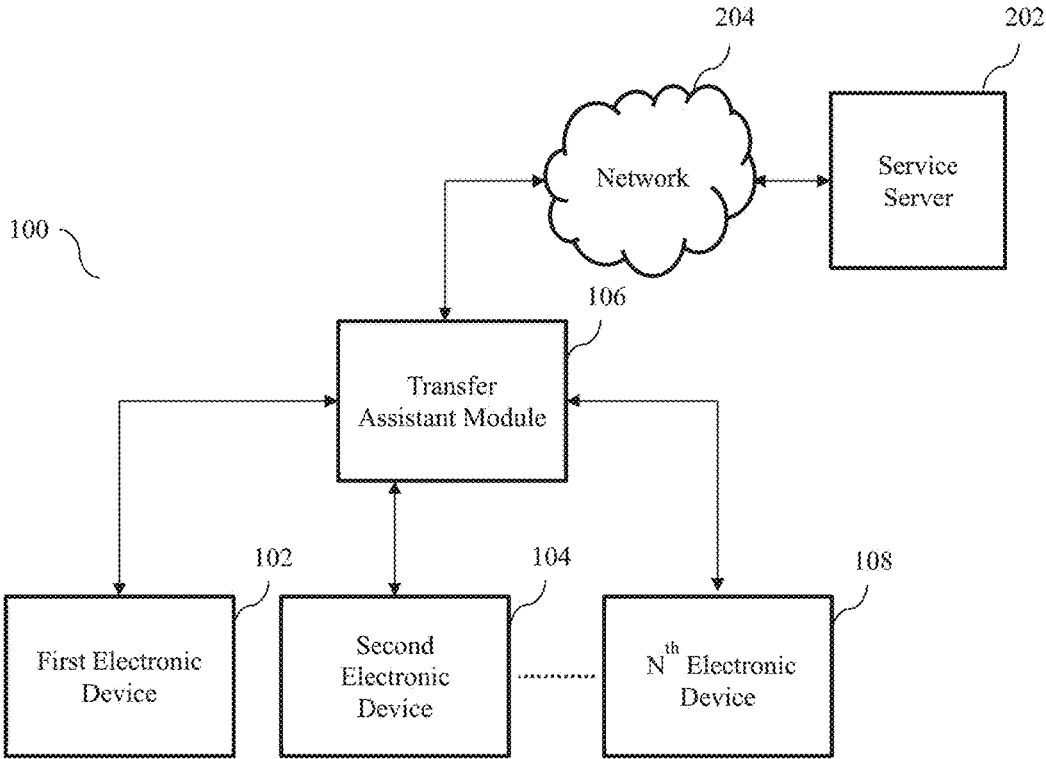 204
202
Network
Service
Server
100
106
Transfer
Assistant Module
102
104
108
First Electronic
Device
Second
Electronic
Device
Nth Electronic
Device